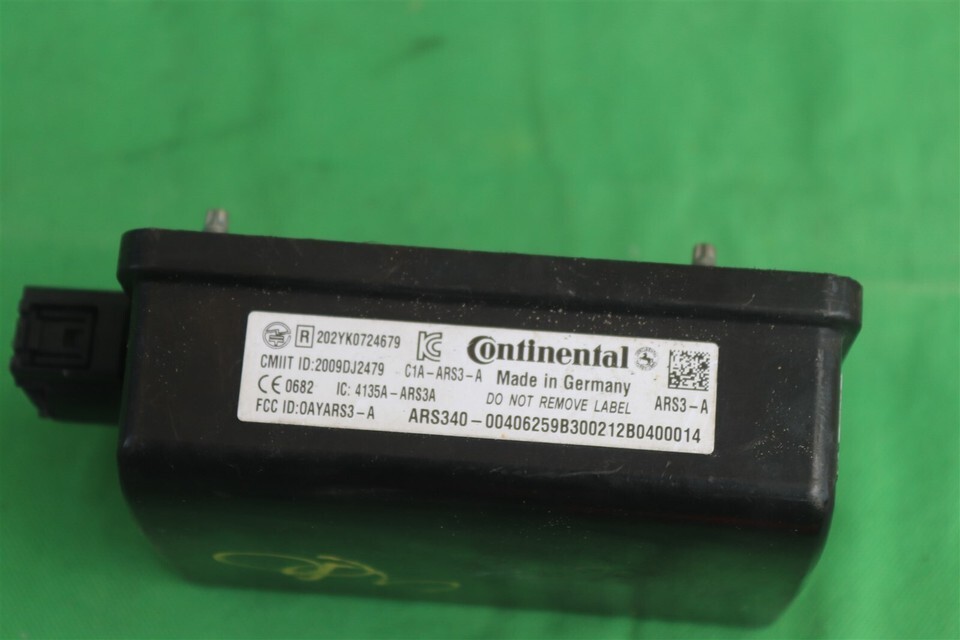 R 202YK0724679
CMIIT ID:2009DJ2479 C1A-ARS3-A
CE 0682 IC: 4135A-ARS3A
FCC ID:OAYARS3-A
Continental
Made in Germany
DO NOT REMOVE LABEL ARS3-A
ARS340-00406259B300212B0400014